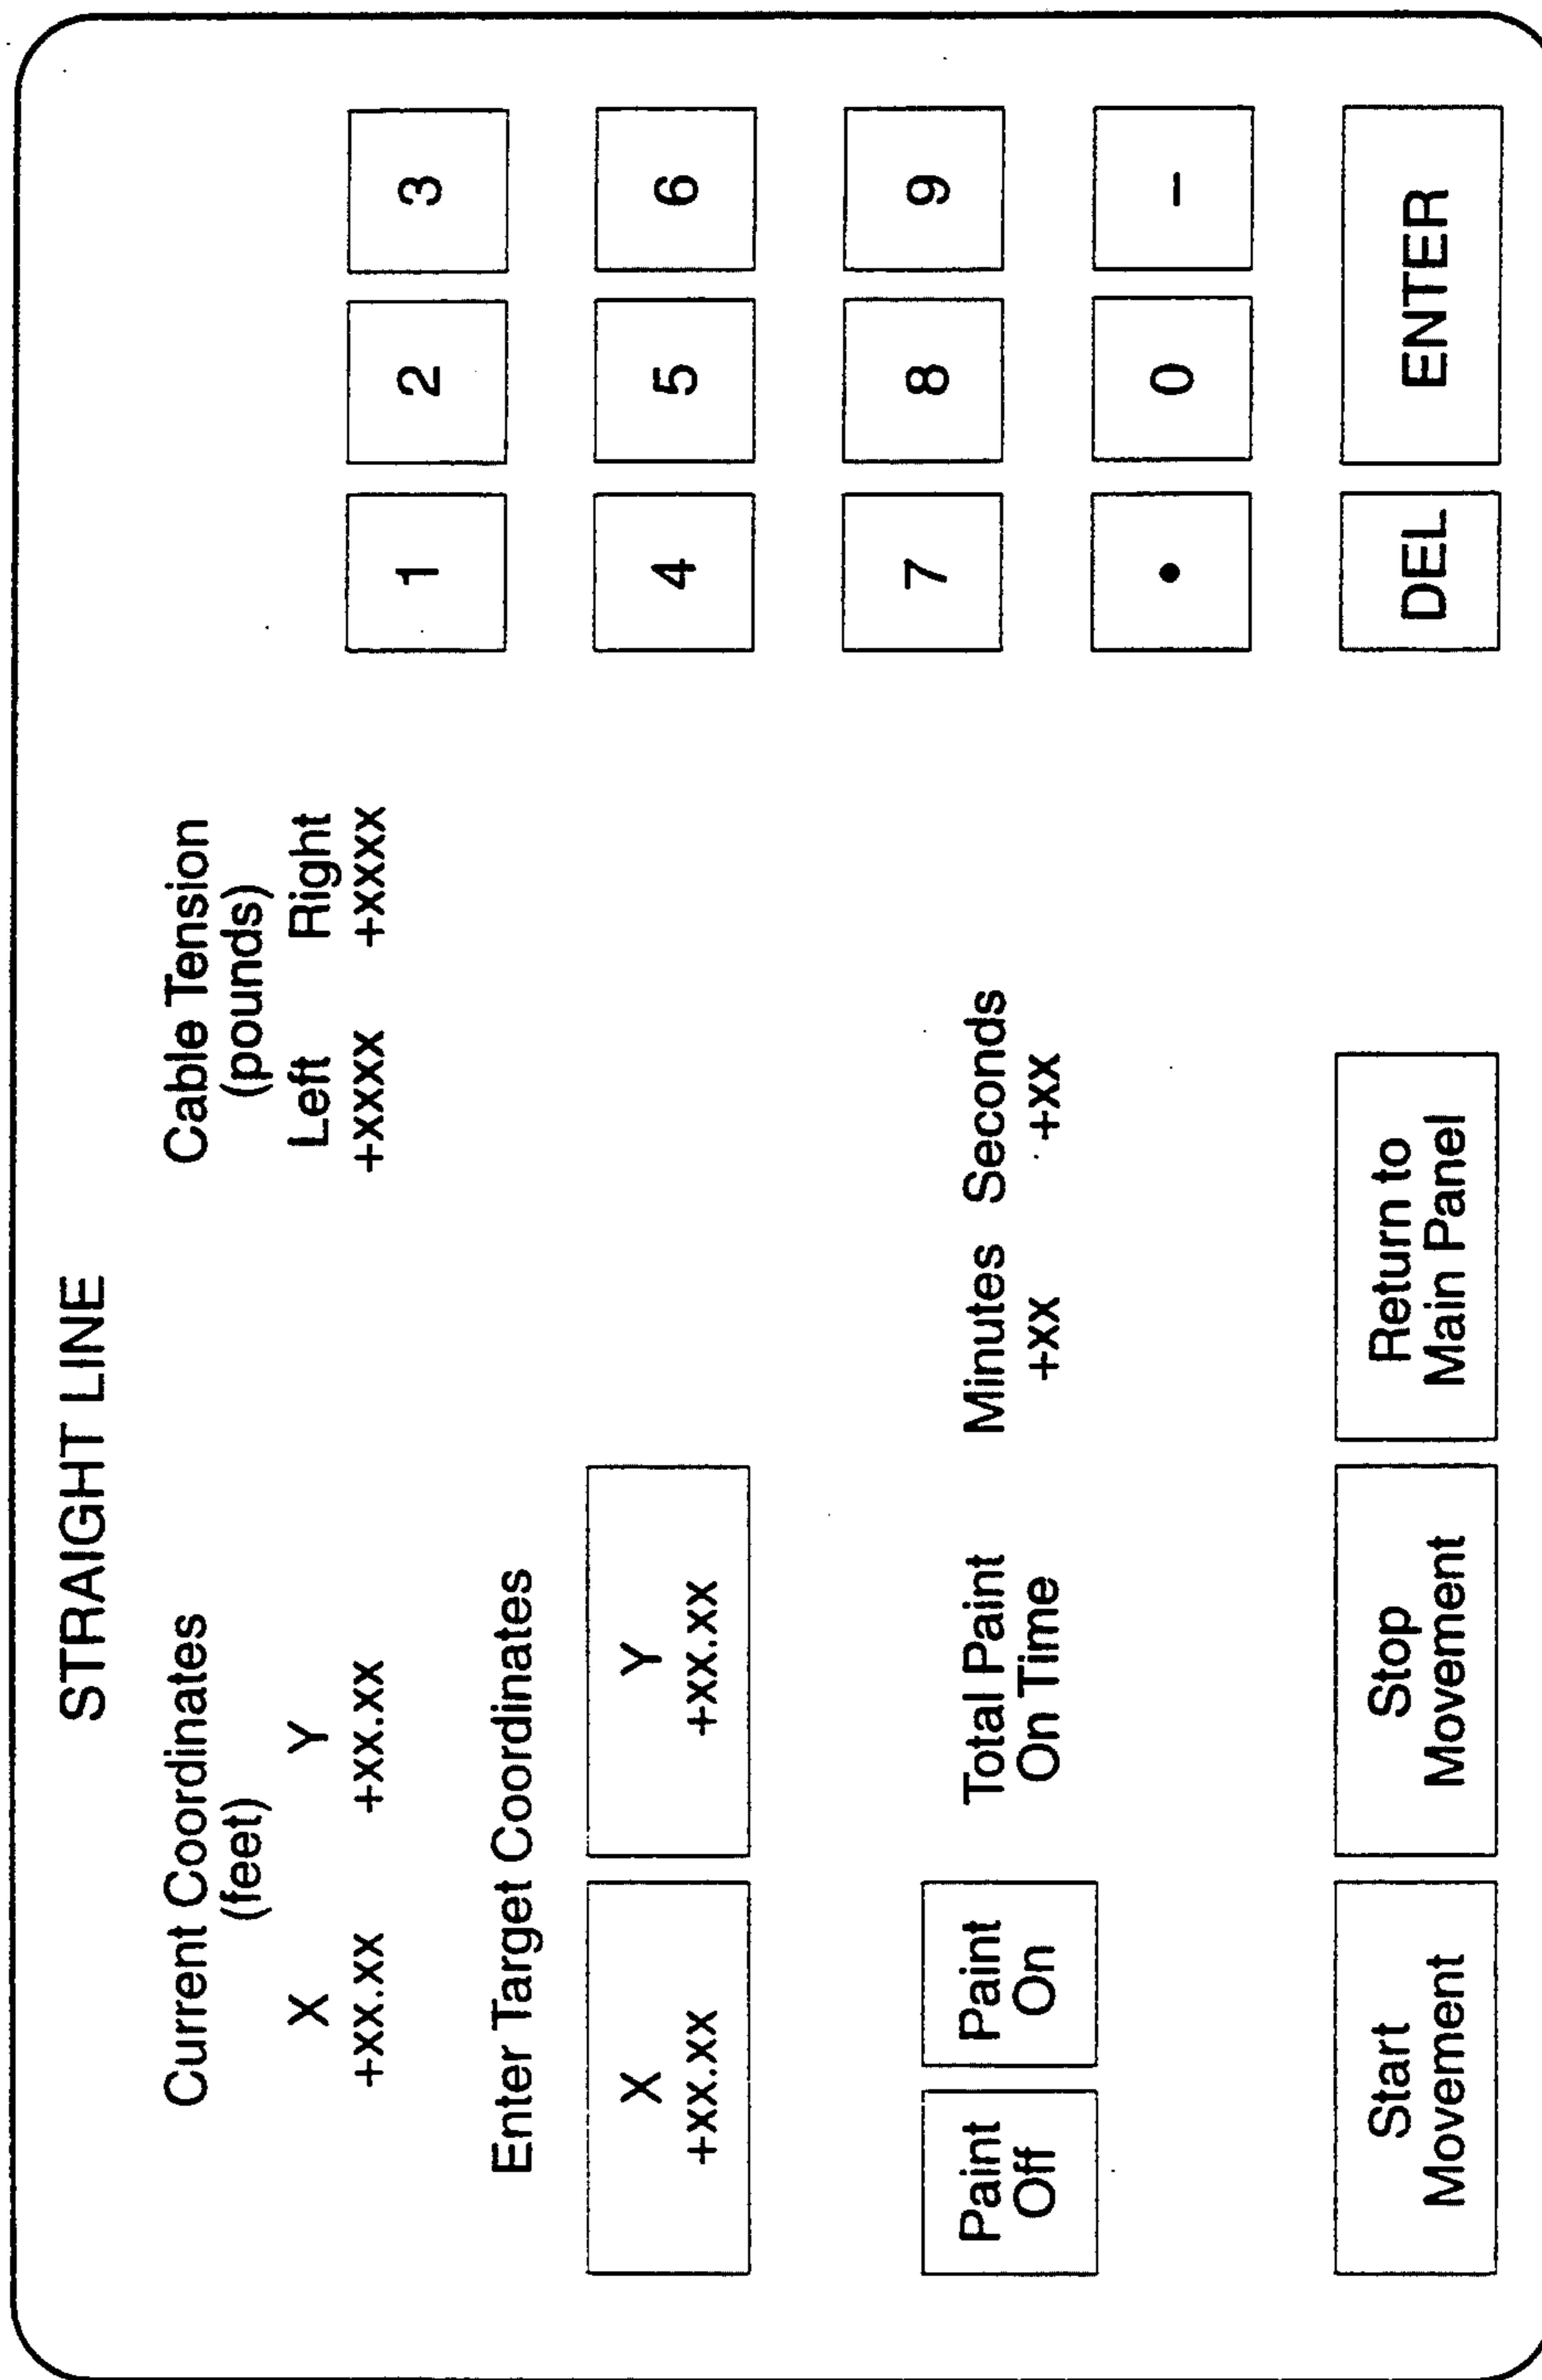 STRAIGHT LINE
Current Coordinates
(feet)
X Y
+xx.xx +xx.xx
Cable Tension
(pounds)
Left Right
+xxxx +xxxx
Enter Target Coordinates
X
+xx.xx
Y
+xx.xx
Paint
Off
Paint
On
Total Paint
On Time
Minutes Seconds
+xx +xx
Start
Movement
Stop
Movement
Return to
Main Panel
1 2 3
4 5 6
7 8 9
• 0 –
DEL ENTER